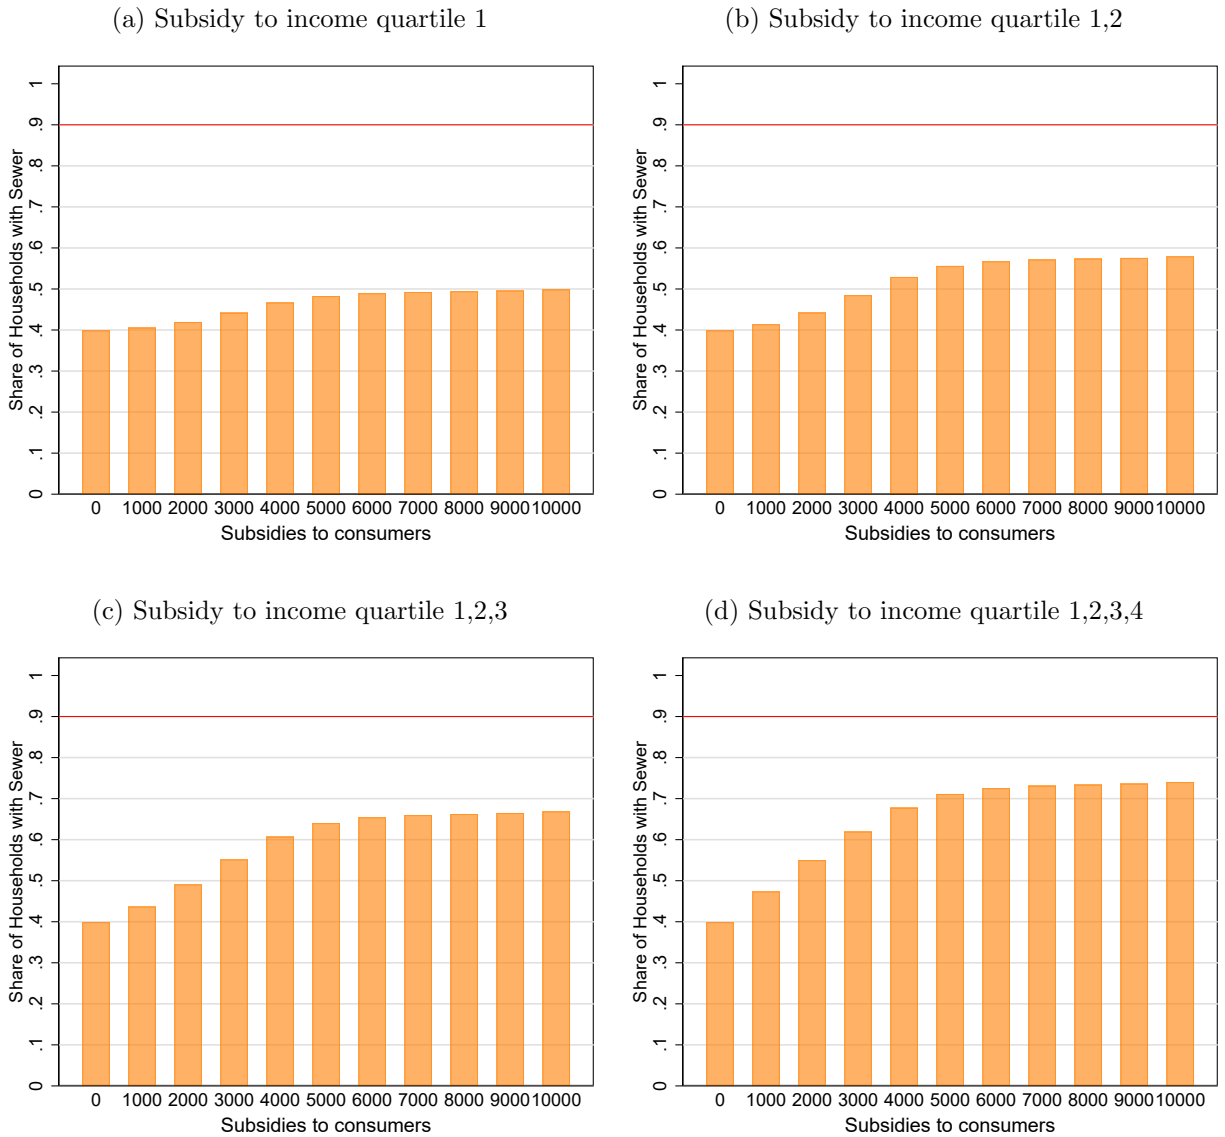 (a) Subsidy to income quartile 1
Share of Households with Sewer
1
.9
.8
.7
.6
.5
.4
.3
.2
.1
0
0 1000 2000 3000 4000 5000 6000 7000 8000 9000 10000
Subsidies to consumers
(b) Subsidy to income quartile 1,2
Share of Households with Sewer
1
.9
.8
.7
.6
.5
.4
.3
.2
.1
0
0 1000 2000 3000 4000 5000 6000 7000 8000 9000 10000
Subsidies to consumers
(c) Subsidy to income quartile 1,2,3
Share of Households with Sewer
1
.9
.8
.7
.6
.5
.4
.3
.2
.1
0
0 1000 2000 3000 4000 5000 6000 7000 8000 9000 10000
Subsidies to consumers
(d) Subsidy to income quartile 1,2,3,4
Share of Households with Sewer
1
.9
.8
.7
.6
.5
.4
.3
.2
.1
0
0 1000 2000 3000 4000 5000 6000 7000 8000 9000 10000
Subsidies to consumers